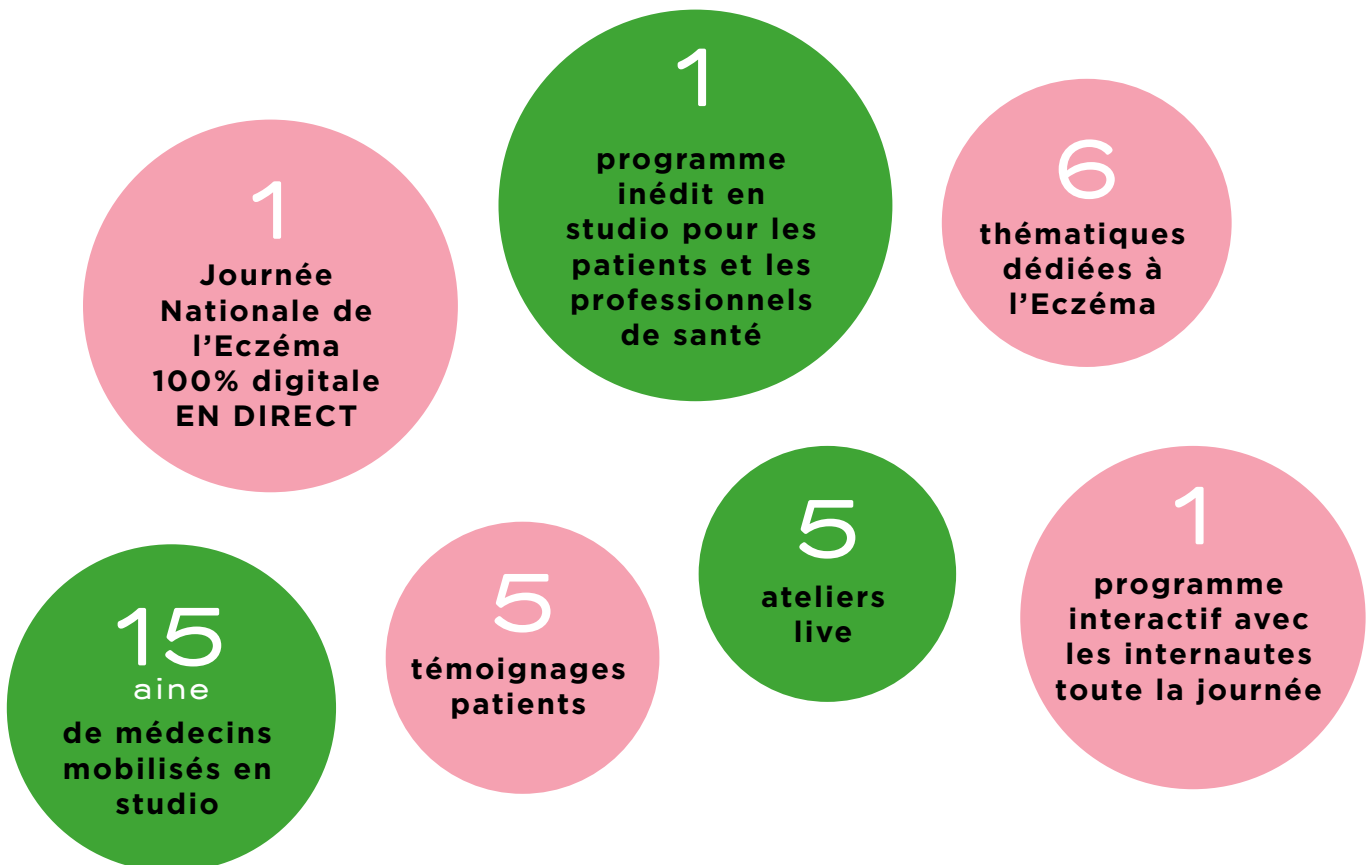 1
Journée
Nationale de
l’Eczéma
100% digitale
EN DIRECT
1
programme
inédit en
studio pour les
patients et les
professionnels
de santé
6
thématiques
dédiées à
l’Eczéma
15
aine
de médecins
mobilisés en
studio
5
témoignages
patients
5
ateliers
live
1
programme
interactif avec
les internautes
toute la journée